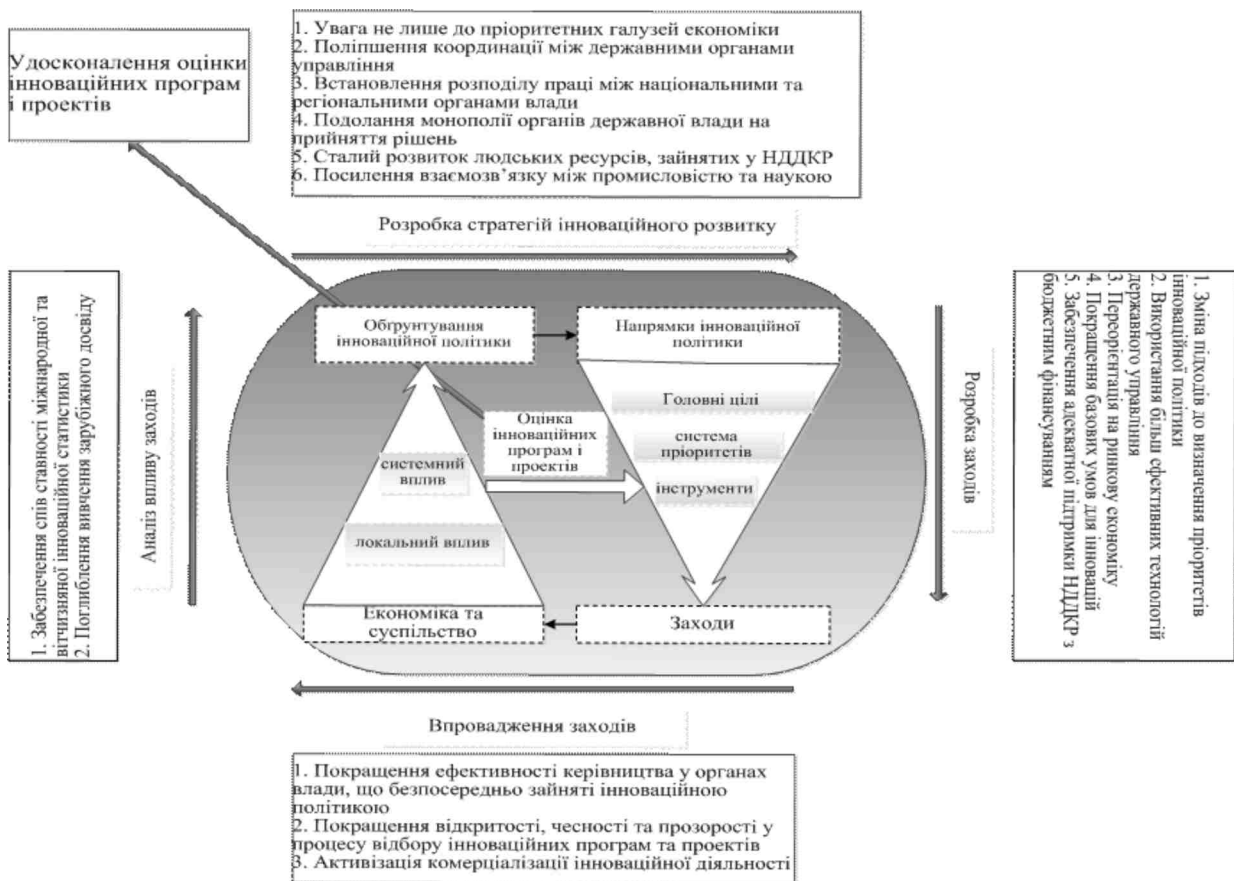 Удосконалення оцінки
інноваційних програм
і проектів
1. Увага не лише до пріоритетних галузей економіки
2. Поліпшення координації між державними органами
управління
3. Встановлення розподілу праці між національними та
регіональними органами влади
4. Подолання монополії органів державної влади на
прийняття рішень
5. Сталий розвиток людських ресурсів, зайнятих у НДДКР
6. Посилення взаємозв’язку між промисловістю та наукою
Розробка стратегій інноваційного розвитку
1. Забезпечення спів ставності міжнародної та
вітчизняної інноваційної статистики
2. Поглиблення вивчення зарубіжного досвіду
Аналіз впливу заходів
Обґрунтування
інноваційної політики
Напрямки інноваційної
політики
Головні цілі
система
пріоритетів
інструменти
Оцінка
інноваційних
програм і
проектів
системний
вплив
локальний вплив
Економіка та
суспільство
Заходи
Розробка заходів
1. Зміна підходів до визначення пріоритетів
інноваційної політики
2. Використання більш ефективних технологій
державного управління
3. Переорієнтація на ринкову економіку
4. Покращення базових умов для інновацій
5. Забезпечення адекватної підтримки НДДКР з
бюджетним фінансуванням
Впровадження заходів
1. Покращення ефективності керівництва у органах
влади, що безпосередньо зайняті інноваційною
політикою
2. Покращення відкритості, чесності та прозорості у
процесу відбору інноваційних програм та проектів
3. Активізація комерціалізації інноваційної діяльності